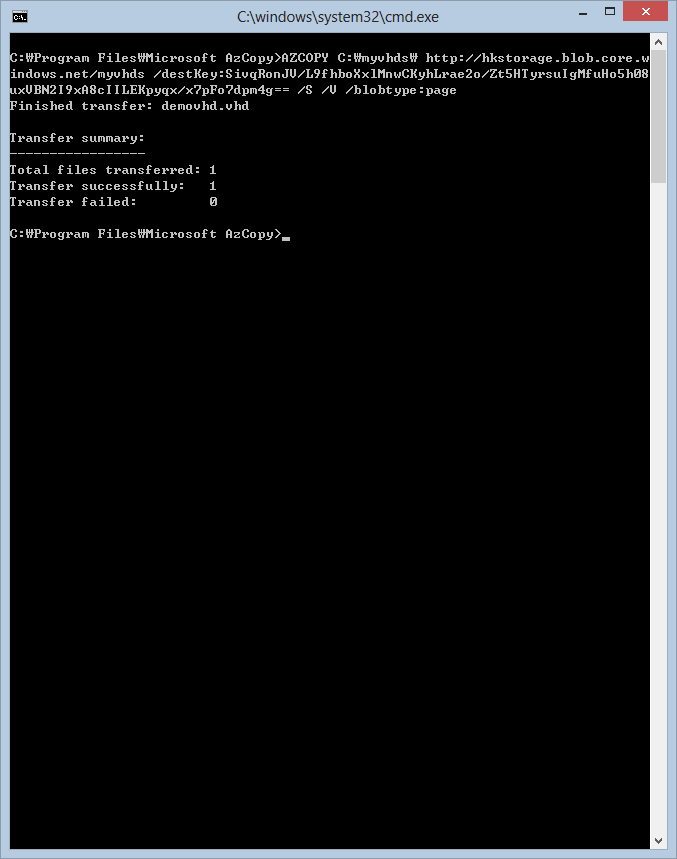 C:\windows\system32\cmd.exe
C:₩Program Files₩Microsoft AzCopy>AZCOPY C:₩myvhds₩ http://hkstorage.blob.core.w
indows.net/myvhds /destKey:SivqRonJV/L9fhboXxlMnwCKyhLrae2o/Zt5HTyrsuIgMfuHo5h08
uxVBN2I9xA8cIILEKpyqx/x7pFo7dpm4g== /S /V /blobtype:page
Finished transfer: demovhd.vhd
Transfer summary:
-----------------
Total files transferred: 1
Transfer successfully: 1
Transfer failed: 0
C:₩Program Files₩Microsoft AzCopy>_